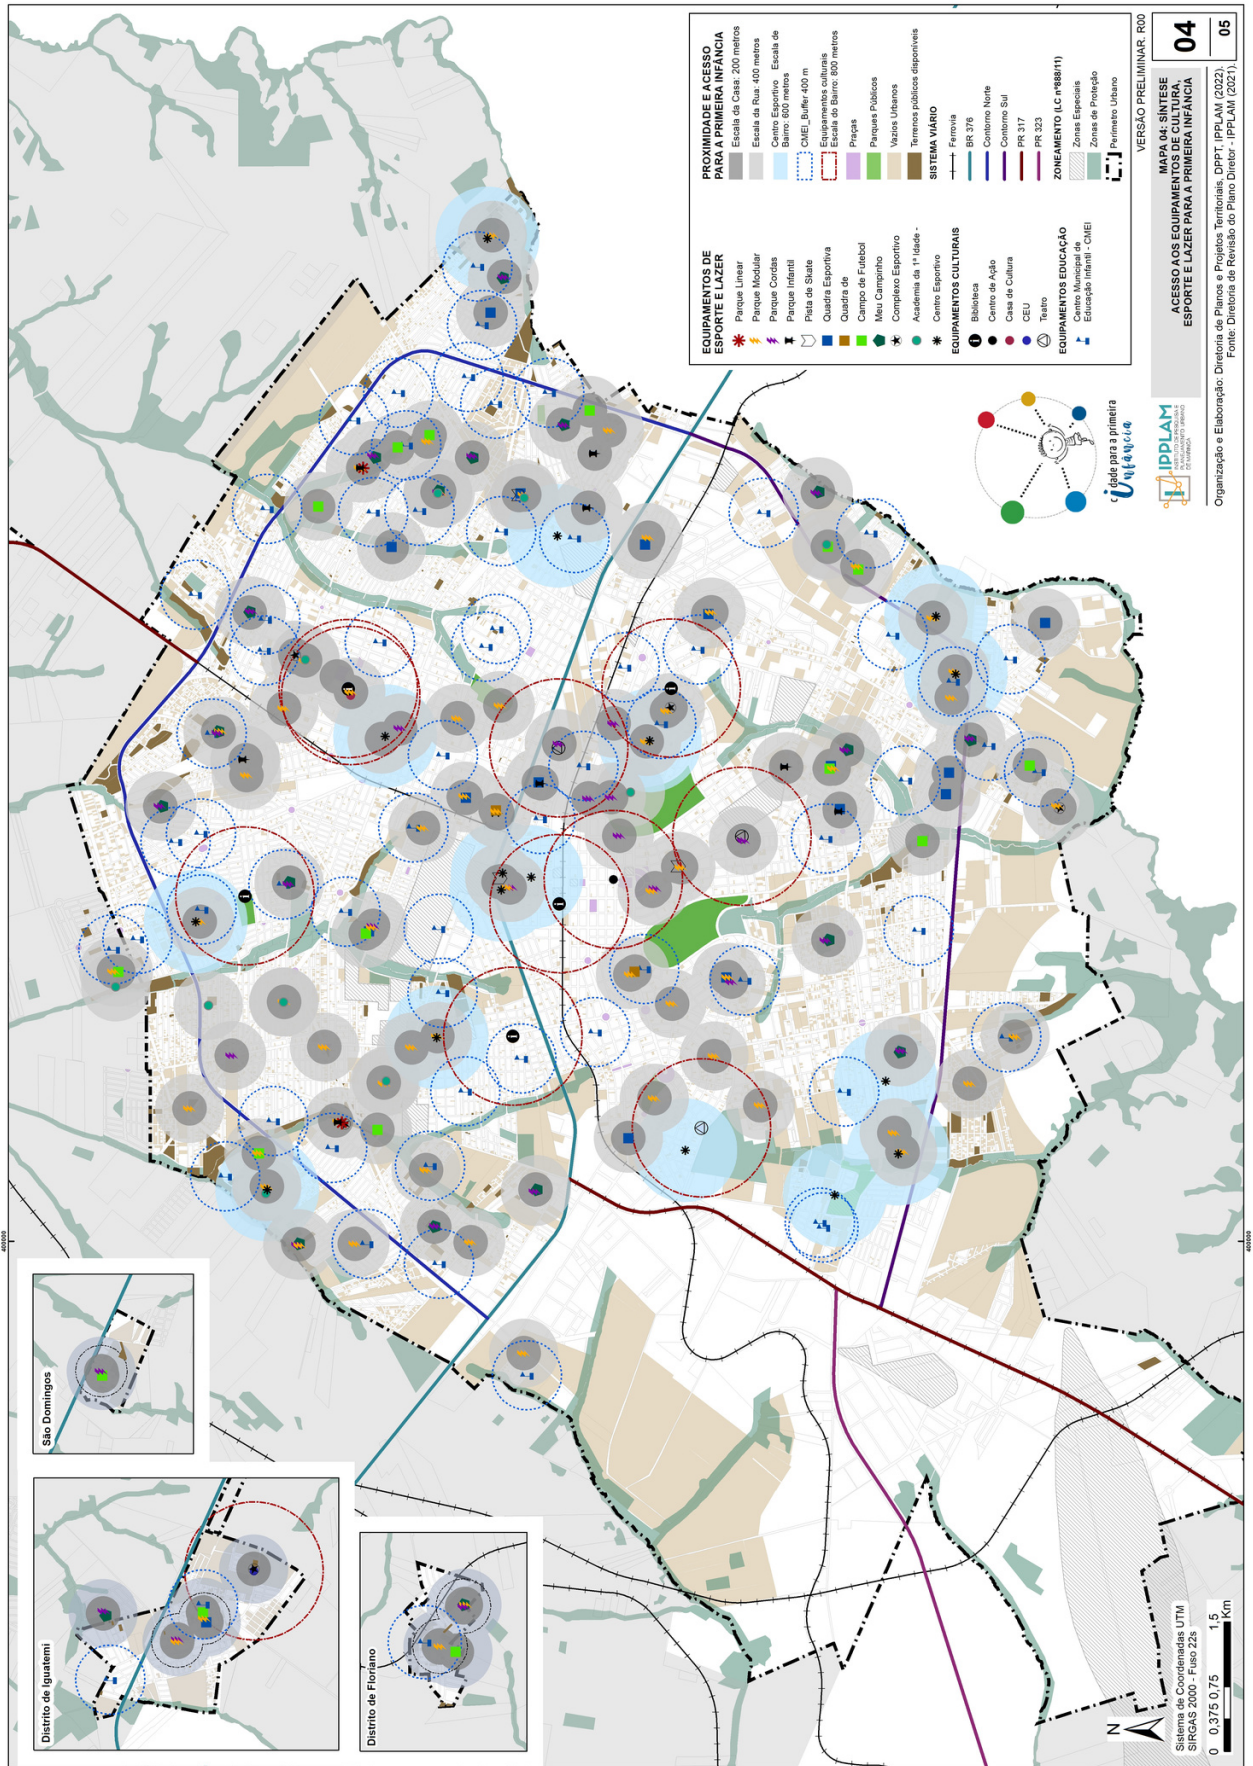 São Domingos
Distrito de Iguatemi
Distrito de Floriano
400000
400000
N
Sistema de Coordenadas UTM
SIRGAS 2000 - Fuso 22s
0 0,375 0,75 1,5
Km
EQUIPAMENTOS DE
ESPORTE E LAZER
Parque Linear
Parque Modular
Parque Cordas
Parque Infantil
Pista de Skate
Quadra Esportiva
Quadra de
Campo de Futebol
Meu Campinho
Complexo Esportivo
Academia da 1ª Idade -
Centro Esportivo
EQUIPAMENTOS CULTURAIS
Biblioteca
Centro de Ação
Casa de Cultura
CEU
Teatro
EQUIPAMENTOS EDUCAÇÃO
Centro Municipal de
Educação Infantil - CMEI
PROXIMIDADE E ACESSO
PARA A PRIMEIRA INFÂNCIA
Escala da Casa: 200 metros
Escala da Rua: 400 metros
Centro Esportivo Escala de
Bairro: 600 metros
CMEI_Buffer 400 m
Equipamentos culturais
Escala do Bairro: 800 metros
Praças
Parques Públicos
Vazios Urbanos
Terrenos públicos disponíveis
SISTEMA VIÁRIO
Ferrovia
BR 376
Contorno Norte
Contorno Sul
PR 317
PR 323
ZONEAMENTO (LC nº888/11)
Zonas Especiais
Zonas de Proteção
Perímetro Urbano
VERSÃO PRELIMINAR. R00
cidade para a primeira
infância
IPPLAM
INSTITUTO DE PESQUISA E
PLANEJAMENTO URBANO
DE MARINGÁ
MAPA 04: SÍNTESE
ACESSO AOS EQUIPAMENTOS DE CULTURA,
ESPORTE E LAZER PARA A PRIMEIRA INFÂNCIA
04
05
Organização e Elaboração: Diretoria de Planos e Projetos Territoriais, DPPT, IPPLAM (2022).
Fonte: Diretoria de Revisão do Plano Diretor - IPPLAM (2021).